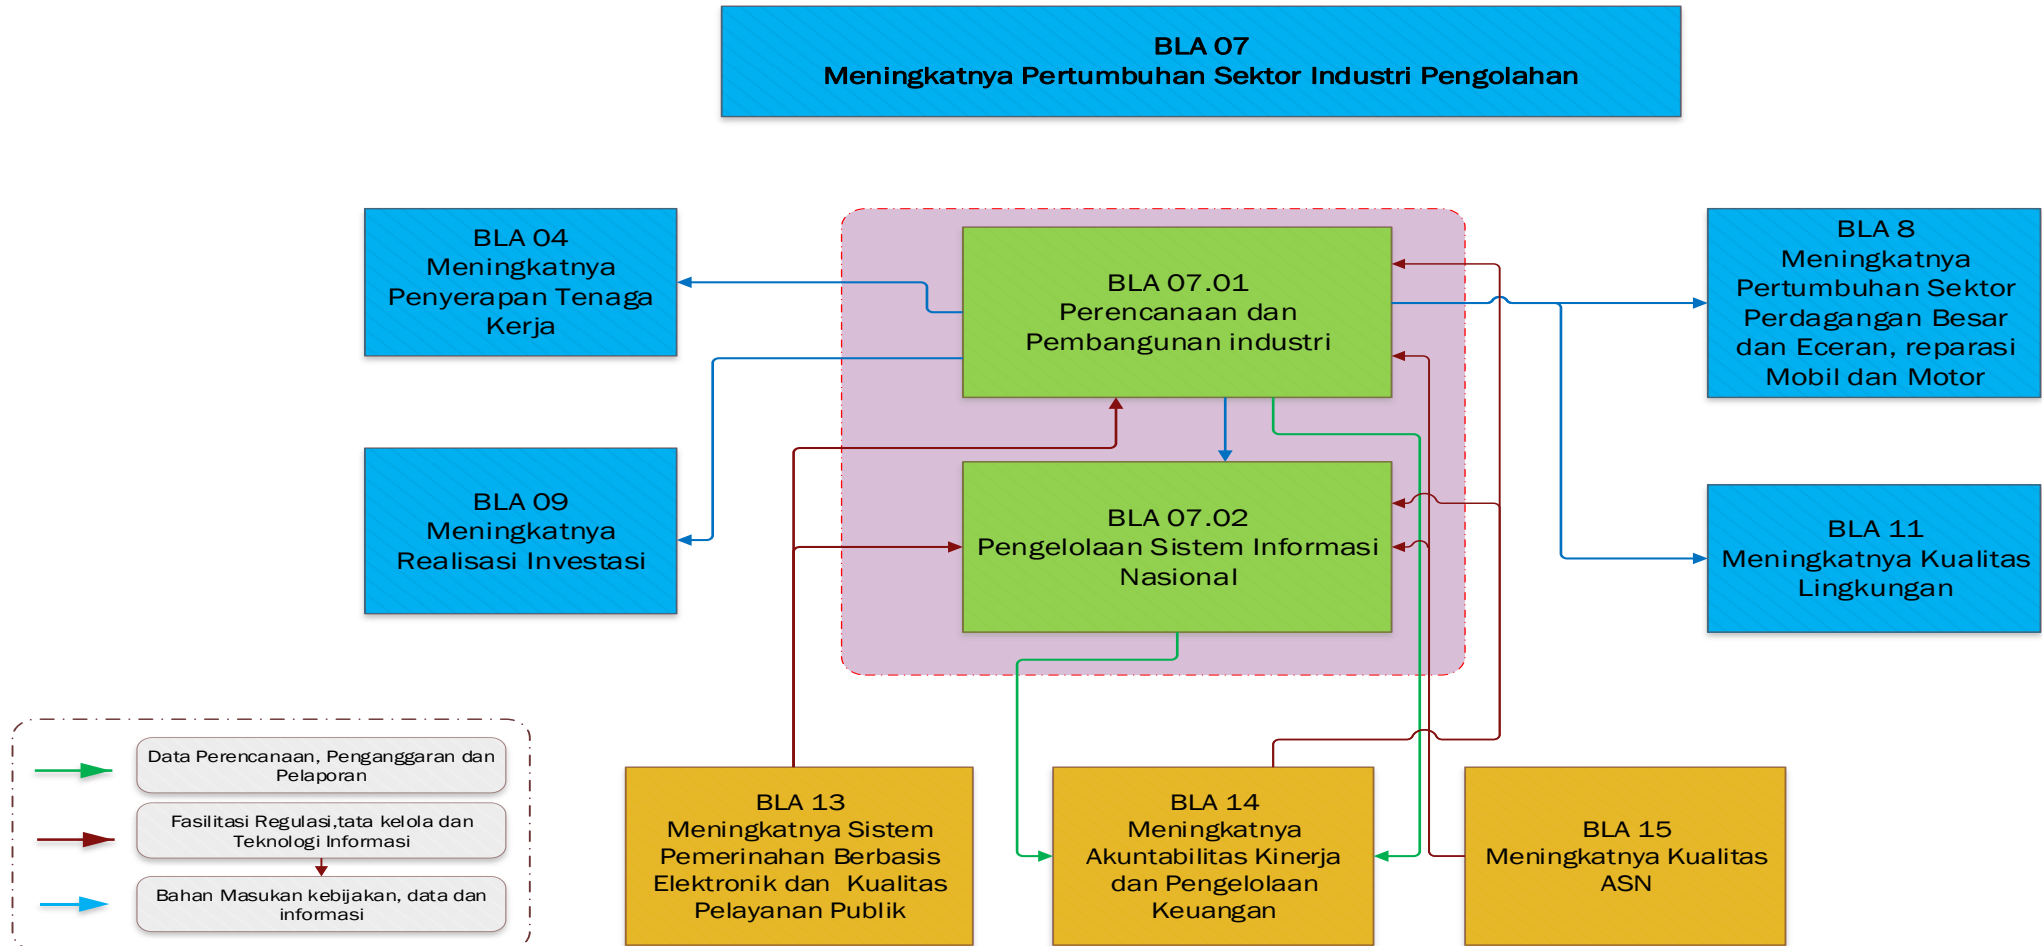 BLA 07
Meningkatnya Pertumbuhan Sektor Industri Pengolahan
BLA 04
Meningkatnya
Penyerapan Tenaga
Kerja
BLA 07.01
Perencanaan dan
Pembangunan industri
BLA 8
Meningkatnya
Pertumbuhan Sektor
Perdagangan Besar
dan Eceran, reparasi
Mobil dan Motor
BLA 09
Meningkatnya
Realisasi Investasi
BLA 07.02
Pengelolaan Sistem Informasi
Nasional
BLA 11
Meningkatnya Kualitas
Lingkungan
Data Perencanaan, Penganggaran dan
Pelaporan
Fasilitasi Regulasi,tata kelola dan
Teknologi Informasi
Bahan Masukan kebijakan, data dan
informasi
BLA 13
Meningkatnya Sistem
Pemerinahan Berbasis
Elektronik dan Kualitas
Pelayanan Publik
BLA 14
Meningkatnya
Akuntabilitas Kinerja
dan Pengelolaan
Keuangan
BLA 15
Meningkatnya Kualitas
ASN